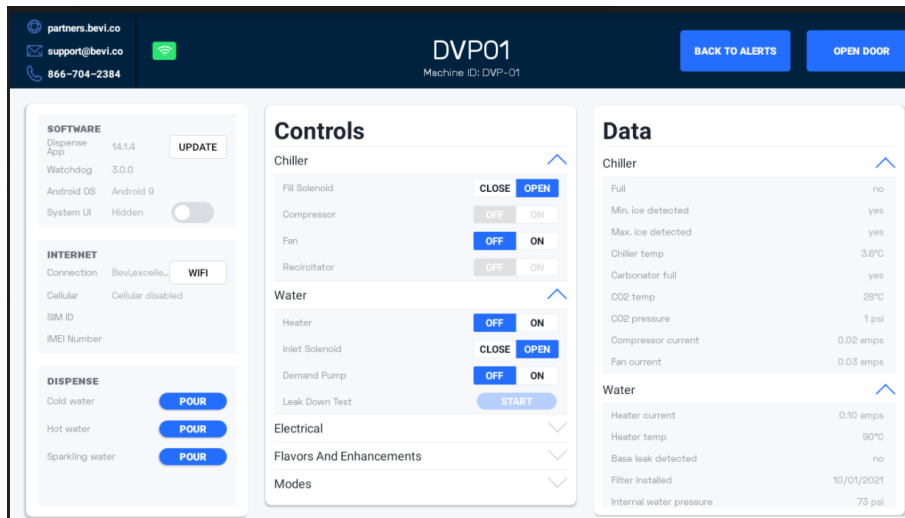 partners.bevi.co
support@bevi.co
866-704-2384
DVP01
Machine ID: DVP-01
BACK TO ALERTS
OPEN DOOR
SOFTWARE
Dispense App 14.1.4 UPDATE
Watchdog 3.0.0
Android OS Android 9
System UI Hidden
INTERNET
Connection Bevi,excelle... WIFI
Cellular Cellular disabled
SIM ID
IMEI Number
DISPENSE
Cold water POUR
Hot water POUR
Sparkling water POUR
Controls
Chiller
Fill Solenoid CLOSE OPEN
Compressor OFF ON
Fan OFF ON
Recircitator OFF ON
Water
Heater OFF ON
Inlet Solenoid CLOSE OPEN
Demand Pump OFF ON
Leak Down Test START
Electrical
Flavors And Enhancements
Modes
Data
Chiller
Full no
Min. ice detected yes
Max. ice detected yes
Chiller temp 3.6°C
Carbonator full yes
CO2 temp 28°C
CO2 pressure 1 psi
Compressor current 0.02 amps
Fan current 0.03 amps
Water
Heater current 0.10 amps
Heater temp 90°C
Base leak detected no
Filter installed 10/01/2021
Internal water pressure 73 psi